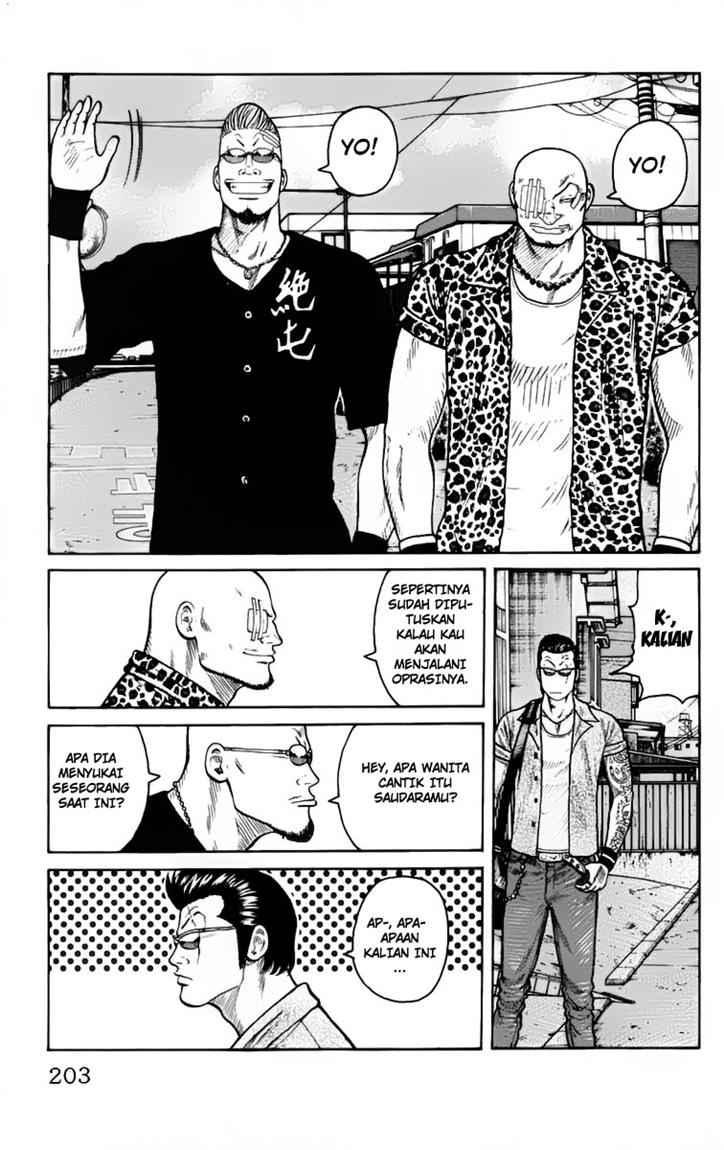 YO!
YO!
絶
屯
K-,
KALIAN
SEPERTINYA
SUDAH DIPU-
TUSKAN
KALAU KAU
AKAN
MENJALANI
OPRASINYA.
HEY, APA WANITA
CANTIK ITU
SAUDARAMU?
APA DIA
MENYUKAI
SESEORANG
SAAT INI?
AP-, APA-
APAAN
KALIAN INI
...
203